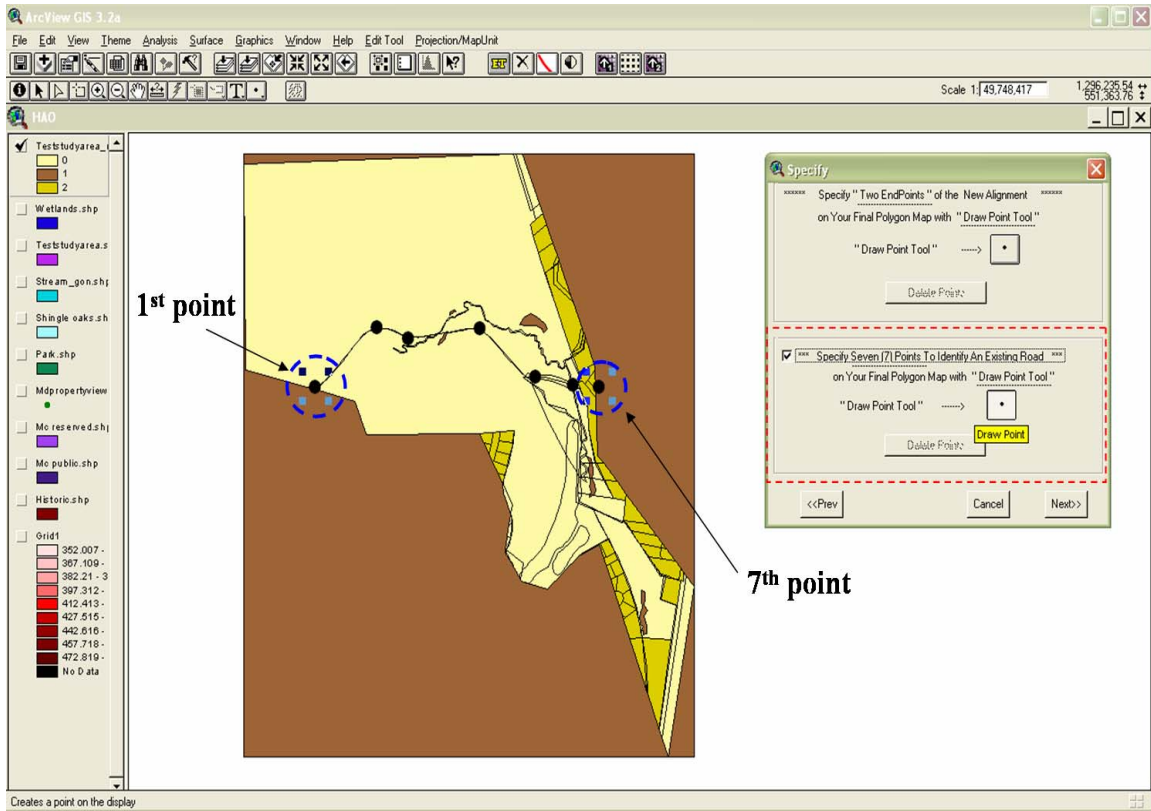 ArcView GIS 3.2a
File Edit View Theme Analysis Surface Graphics Window Help Edit Tool Projection/MapUnit
Scale 1: 49,748,417
1,296,235.54
551,363.76
HAO
Teststudyarea_
0
1
2
Wetlands.shp
Teststudyarea.s
Stream_gon.shp
Shingle oaks.sh
Park.shp
Mdpropertyview
Mc reserved.shp
Mc public.shp
Historic.shp
Grid1
352.007 -
367.109 -
382.21 - 3
397.312 -
412.413 -
427.515 -
442.616 -
457.718 -
472.819 -
No Data
1st point
7th point
Specify
****** Specify " Two EndPoints " of the New Alignment ******
on Your Final Polygon Map with "Draw Point Tool"
"Draw Point Tool" ----->
Delete Points
*** Specify Seven (7) Points To Identify An Existing Road ***
on Your Final Polygon Map with "Draw Point Tool"
"Draw Point Tool" ----->
Draw Point
Delete Points
<<Prev Cancel Next>>
Creates a point on the display